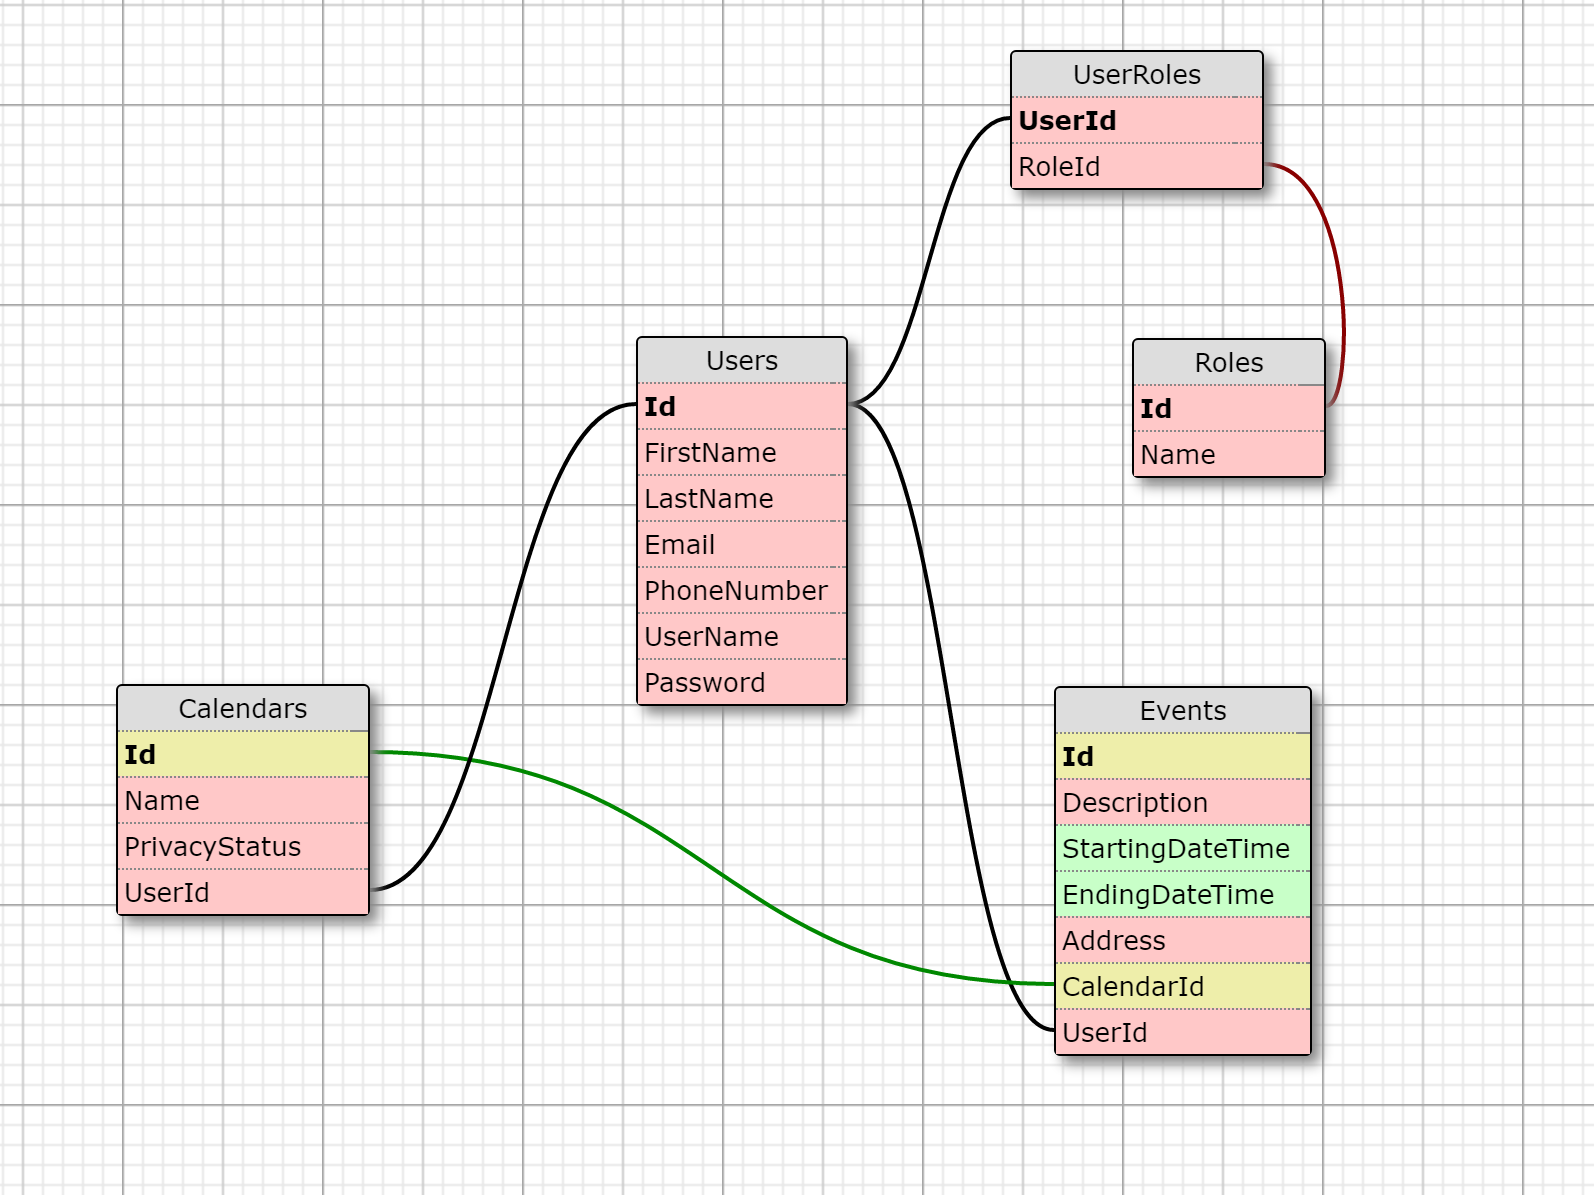 UserRoles
UserId
RoleId
Users
Id
FirstName
LastName
Email
PhoneNumber
UserName
Password
Roles
Id
Name
Calendars
Id
Name
PrivacyStatus
UserId
Events
Id
Description
StartingDateTime
EndingDateTime
Address
CalendarId
UserId